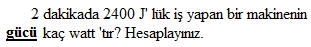 2 dakikada 2400 J' lük iş yapan bir makinenin
gücü kaç watt 'tır? Hesaplayınız.